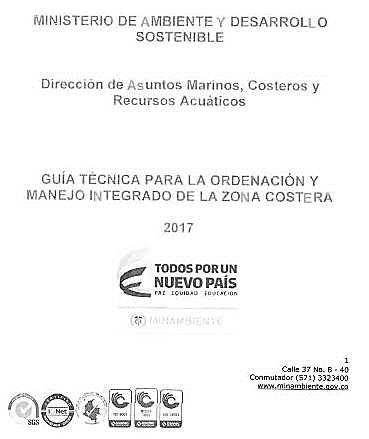 MINISTERIO DE AMBIENTE Y DESARROLLO
SOSTENIBLE
Dirección de Asuntos Marinos, Costeros y
Recursos Acuáticos
GUÍA TÉCNICA PARA LA ORDENACIÓN Y
MANEJO INTEGRADO DE LA ZONA COSTERA
2017
TODOS POR UN
NUEVO PAÍS
PAZ EQUIDAD EDUCACIÓN
MINAMBIENTE
1
Calle 37 No. 8 - 40
Conmutador (571) 3323400
www.minambiente.gov.co
SGS
IQNet